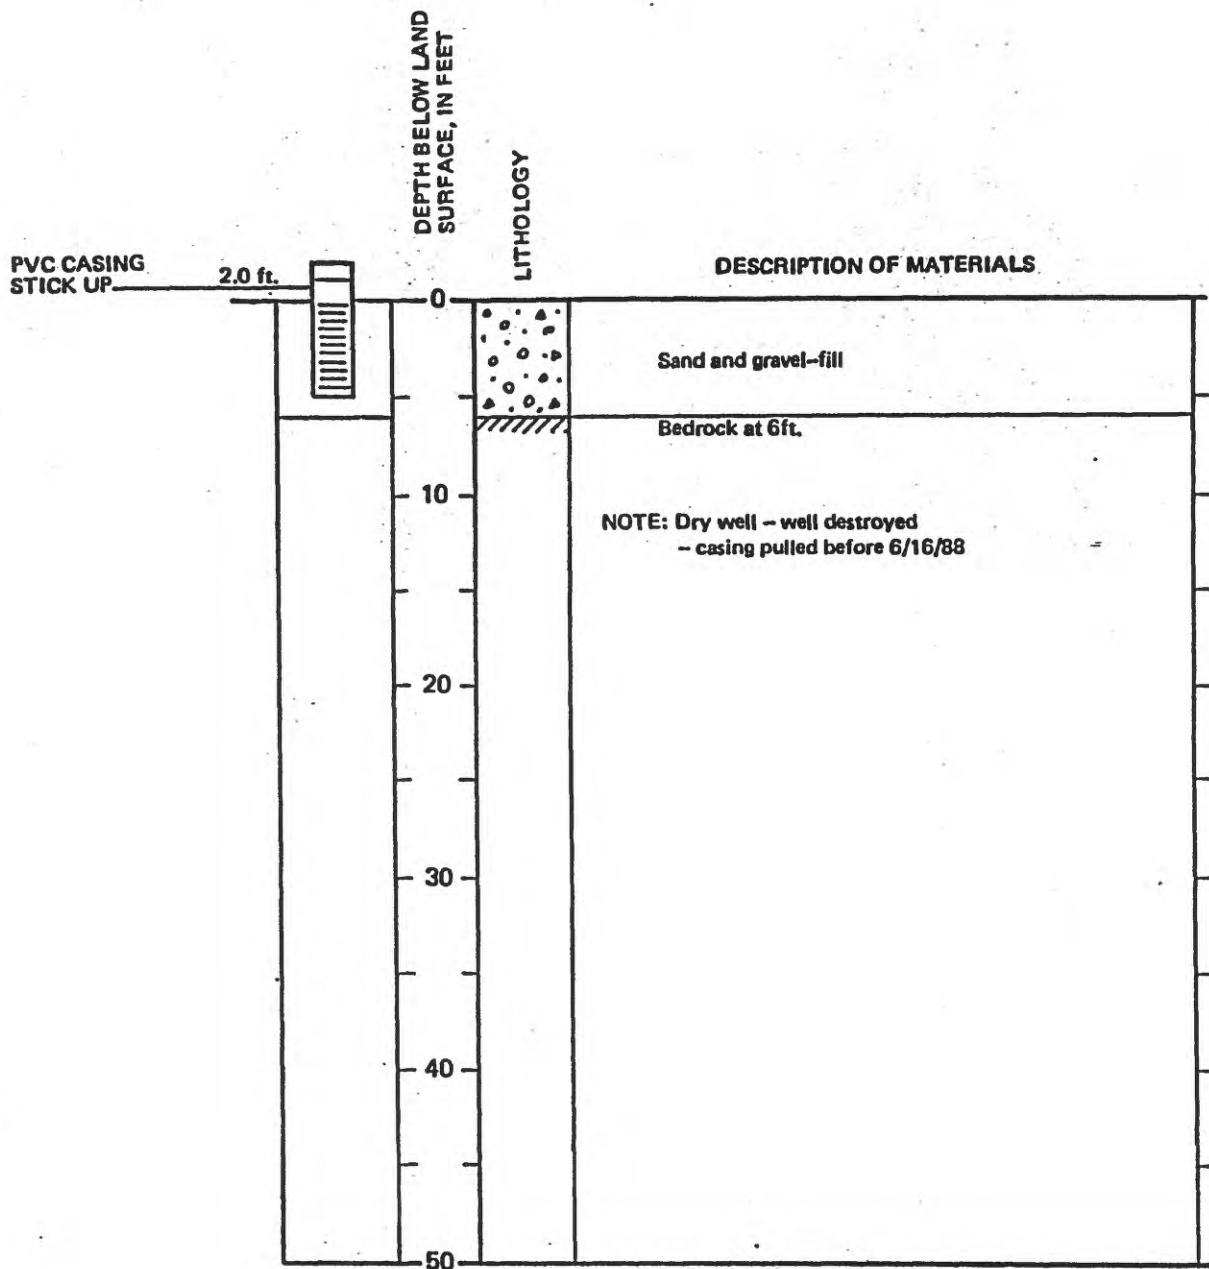 DEPTH BELOW LAND
SURFACE, IN FEET
LITHOLOGY
DESCRIPTION OF MATERIALS
PVC CASING
STICK UP
2.0 ft.
0
Sand and gravel–fill
Bedrock at 6ft.
10
NOTE: Dry well – well destroyed
– casing pulled before 6/16/88
20
30
40
50